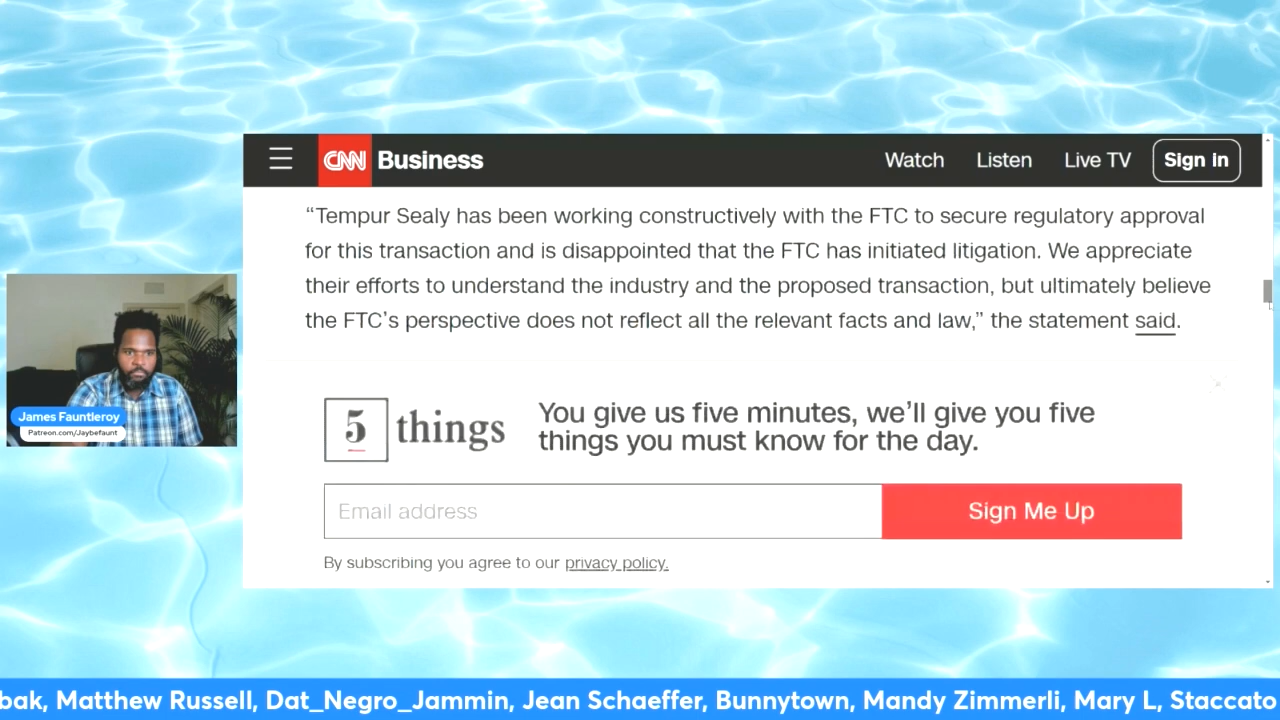 CNN Business
Watch
Listen
Live TV
Sign in
“Tempur Sealy has been working constructively with the FTC to secure regulatory approval
for this transaction and is disappointed that the FTC has initiated litigation. We appreciate
their efforts to understand the industry and the proposed transaction, but ultimately believe
the FTC’s perspective does not reflect all the relevant facts and law,” the statement said.
5 things
You give us five minutes, we’ll give you five
things you must know for the day.
Email address
Sign Me Up
By subscribing you agree to our privacy policy.
James Fauntleroy
Patreon.com/Jaybefaunt
bak, Matthew Russell, Dat_Negro_Jammin, Jean Schaeffer, Bunnytown, Mandy Zimmerli, Mary L, Staccato